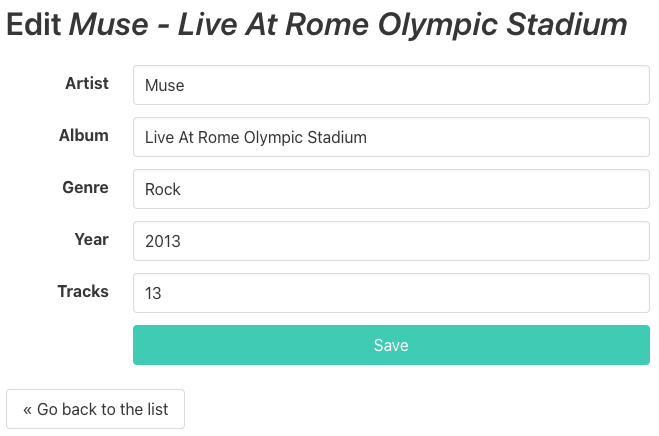 Edit Muse - Live At Rome Olympic Stadium
Artist Muse
Album Live At Rome Olympic Stadium
Genre Rock
Year 2013
Tracks 13
Save
« Go back to the list